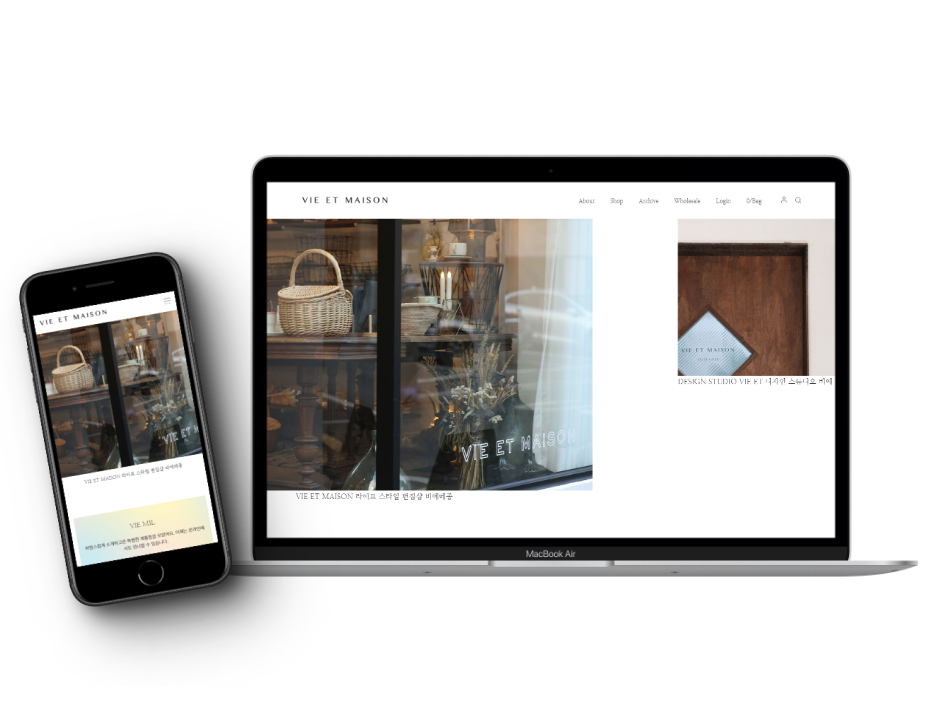 VIE ET MAISON
About Shop Archive Wholesale Login 0/Bag
VIE ET MAISON
VIE ET MAISON
DESIGN STUDIO VIE ET 디자인 스튜디오 비에
VIE ET MAISON 라이프 스타일 편집샵 비에메종
MacBook Air
VIE ET MAISON
VIE ET M
VIE ET MAISON 라이프 스타일 편집샵 비에메종
VIE MIL